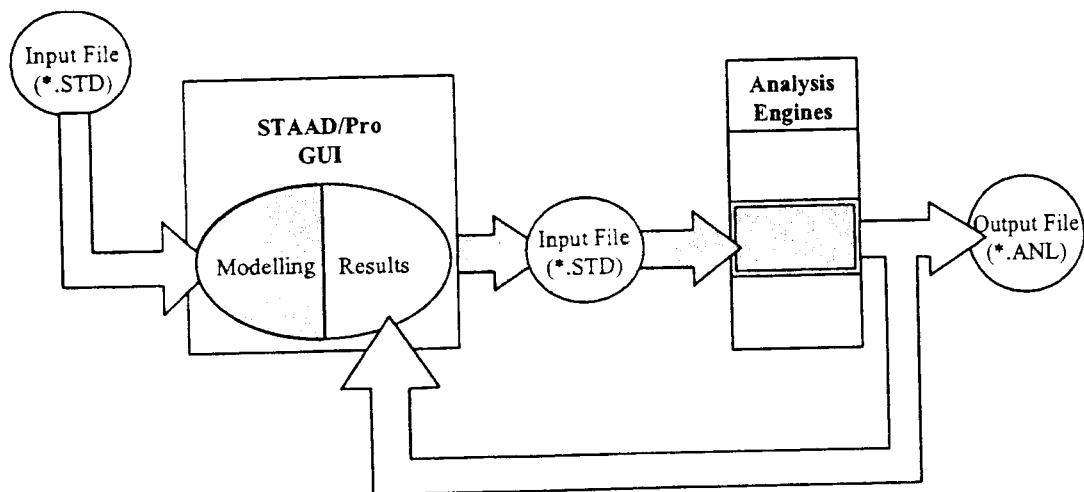 Input File
(*.STD)
STAAD/Pro
GUI
Modelling
Results
Input File
(*.STD)
Analysis
Engines
Output File
(*.ANL)